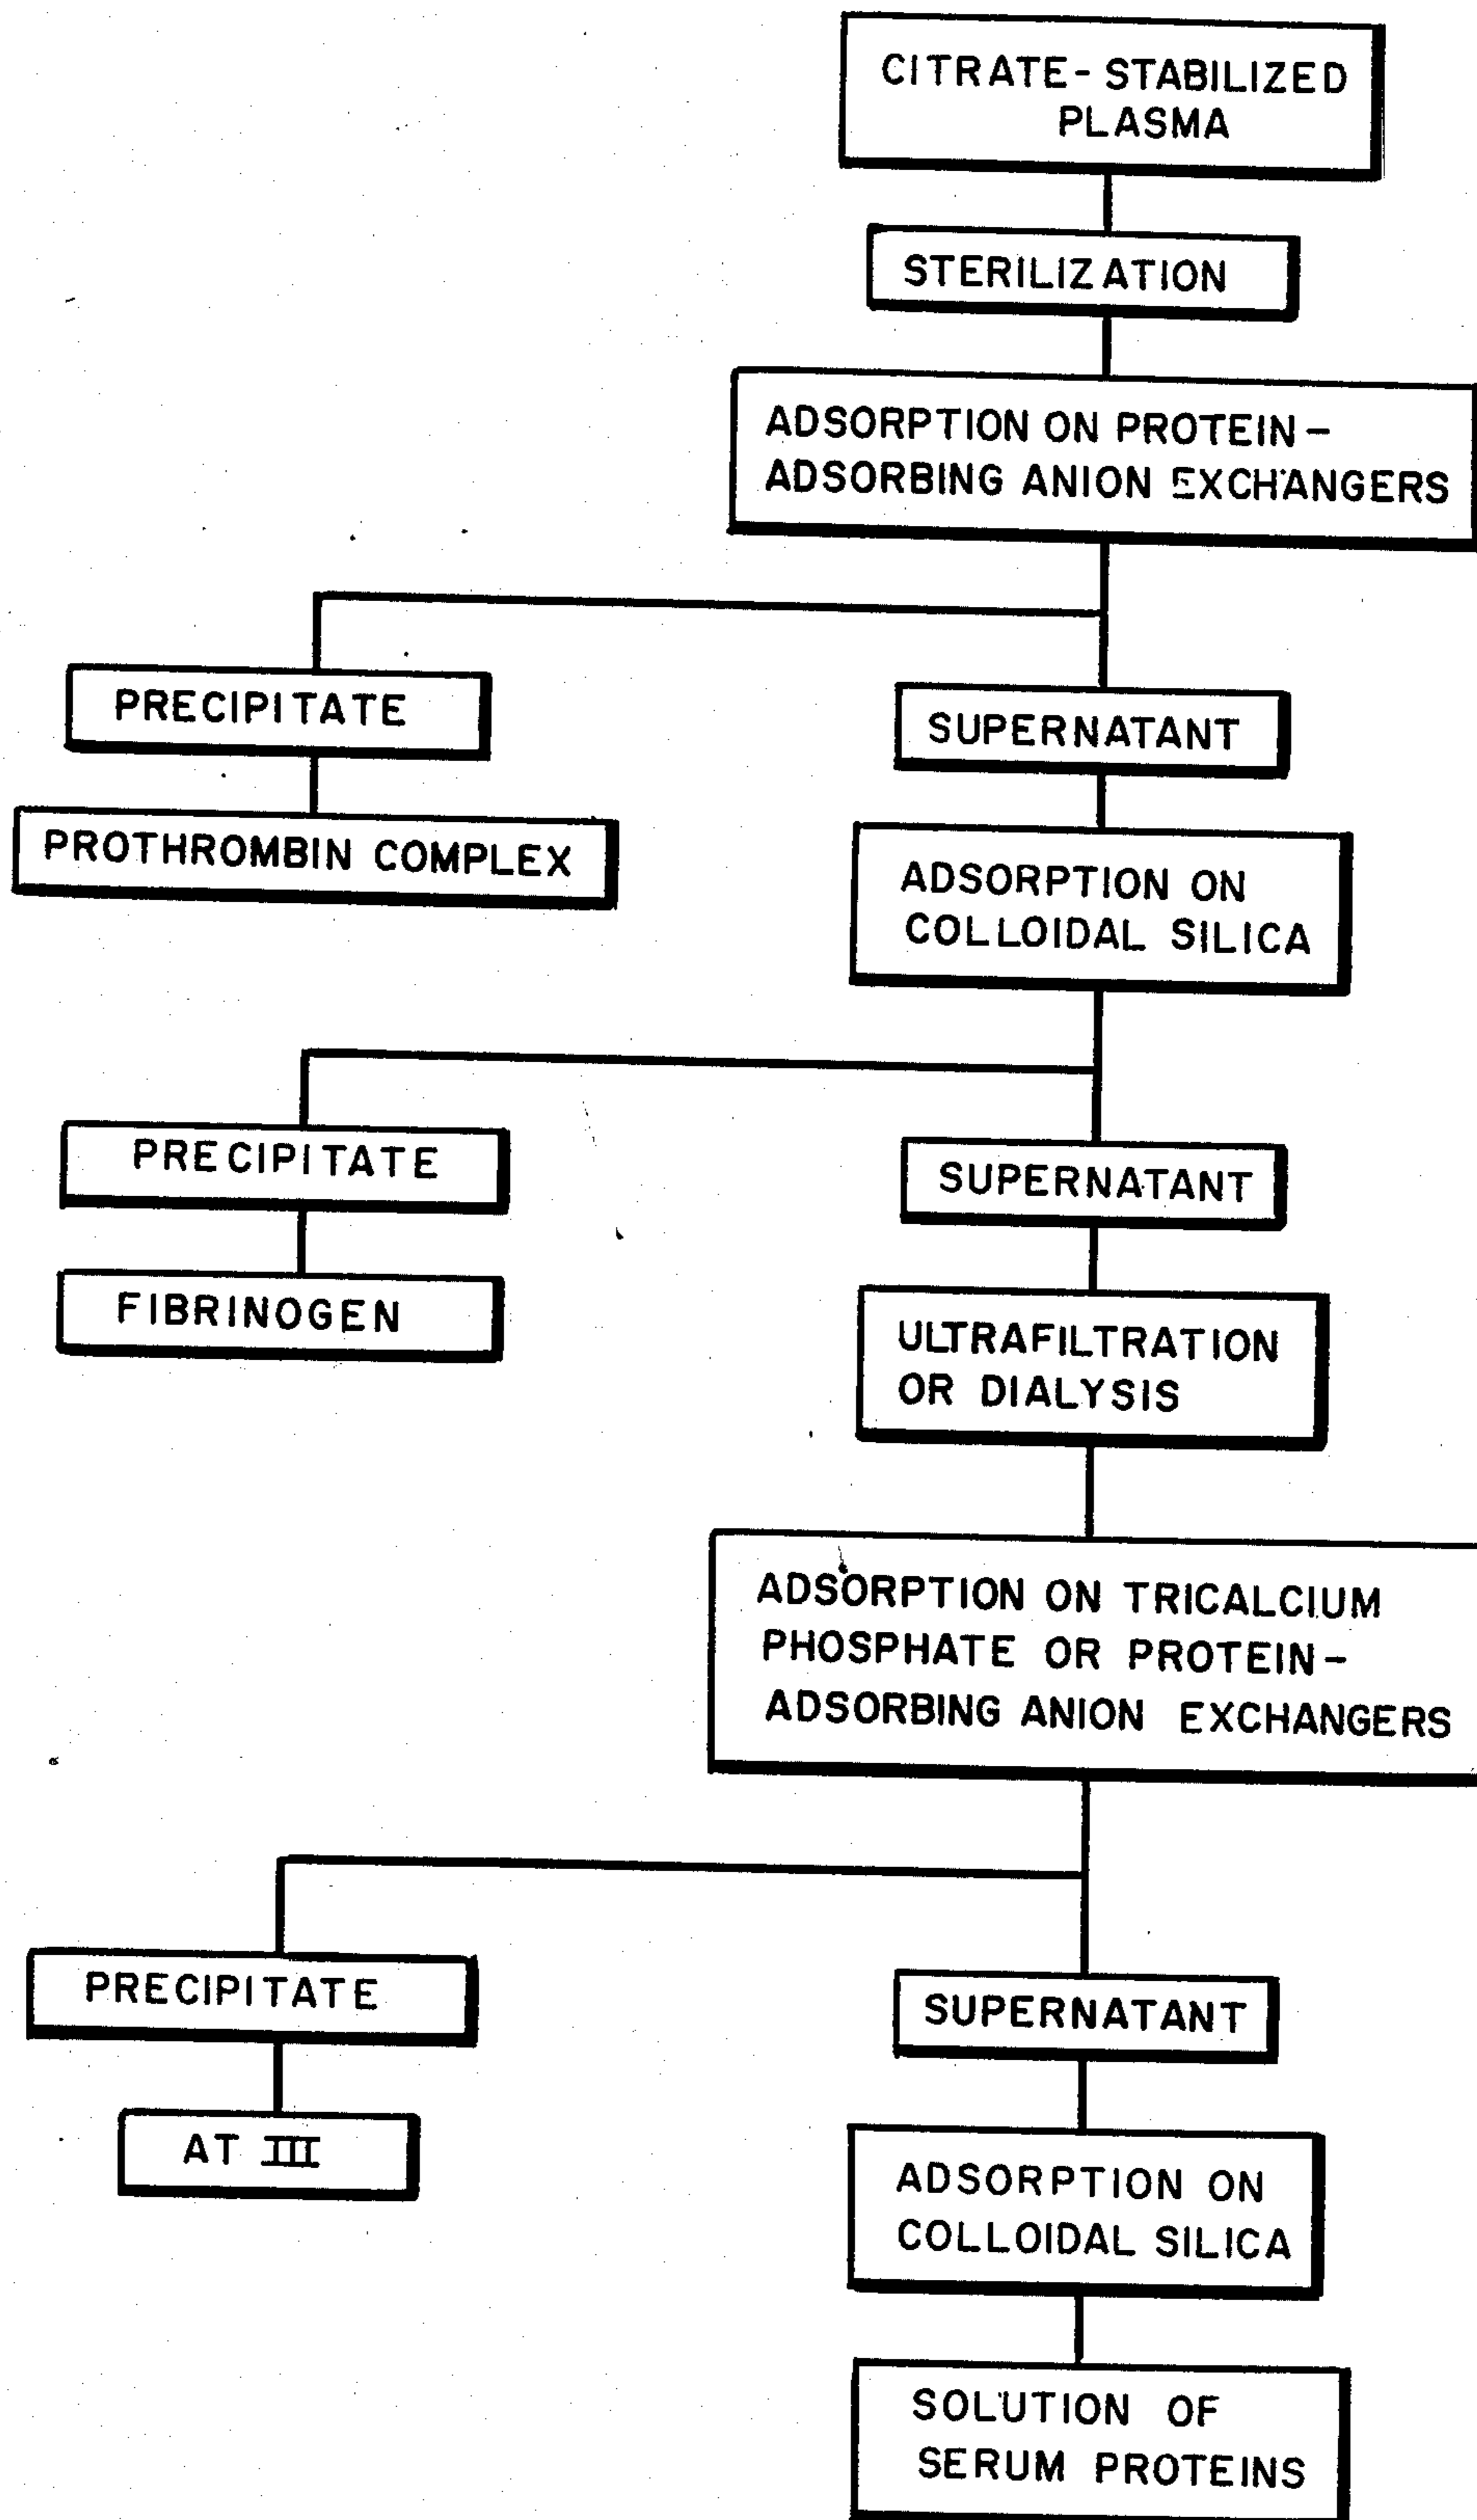 CITRATE-STABILIZED
PLASMA
STERILIZATION
ADSORPTION ON PROTEIN-
ADSORBING ANION EXCHANGERS
PRECIPITATE
SUPERNATANT
PROTHROMBIN COMPLEX
ADSORPTION ON
COLLOIDAL SILICA
PRECIPITATE
SUPERNATANT
FIBRINOGEN
ULTRAFILTRATION
OR DIALYSIS
ADSORPTION ON TRICALCIUM
PHOSPHATE OR PROTEIN-
ADSORBING ANION EXCHANGERS
PRECIPITATE
SUPERNATANT
AT III
ADSORPTION ON
COLLOIDAL SILICA
SOLUTION OF
SERUM PROTEINS